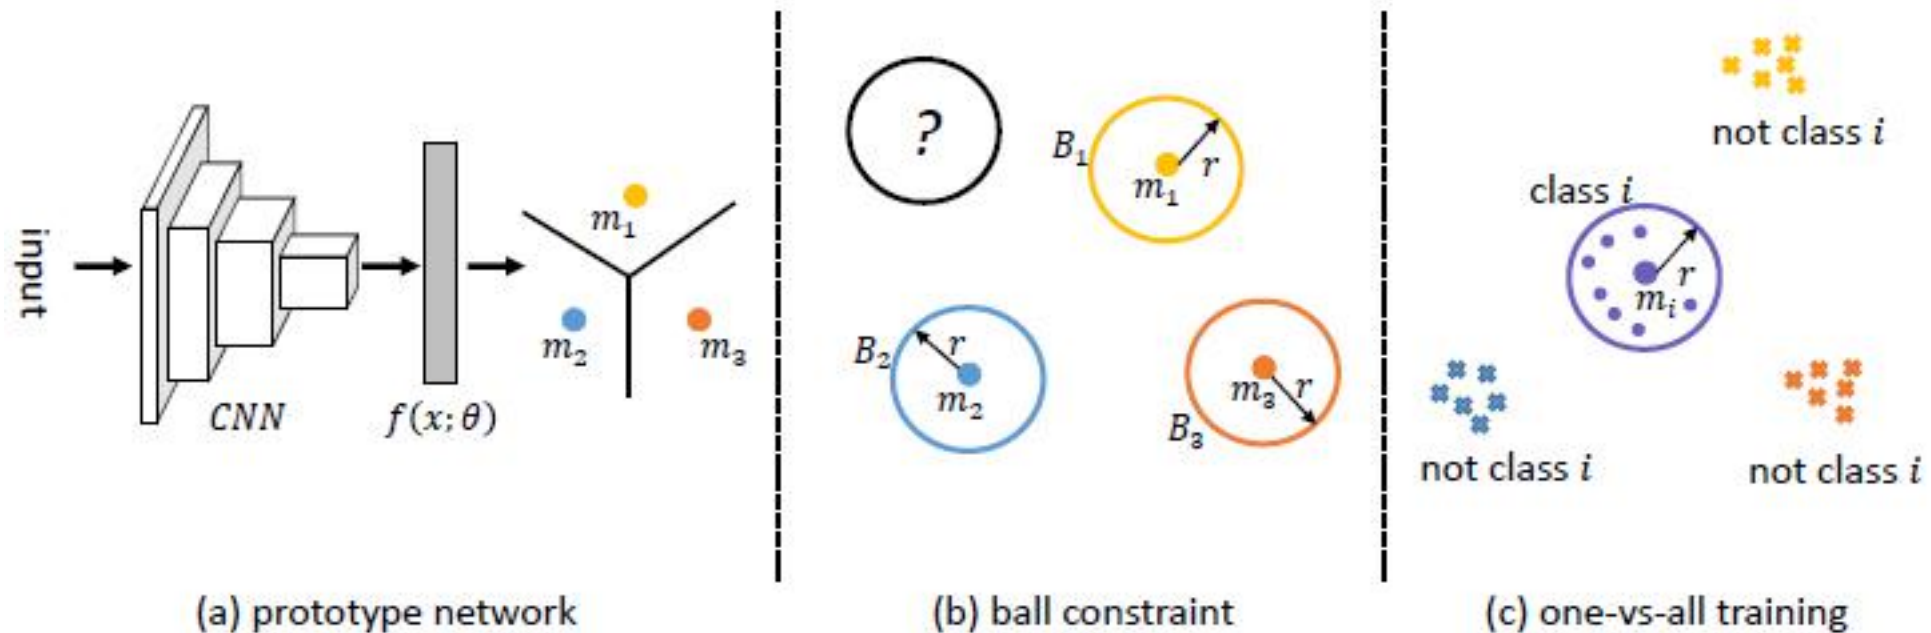 input
CNN
f(x; θ)
m₁
m₂
m₃
(a) prototype network
?
B₁
m₁
r
B₂
r
m₂
m₃
r
B₃
(b) ball constraint
not class i
class i
r
mᵢ
not class i
not class i
(c) one-vs-all training